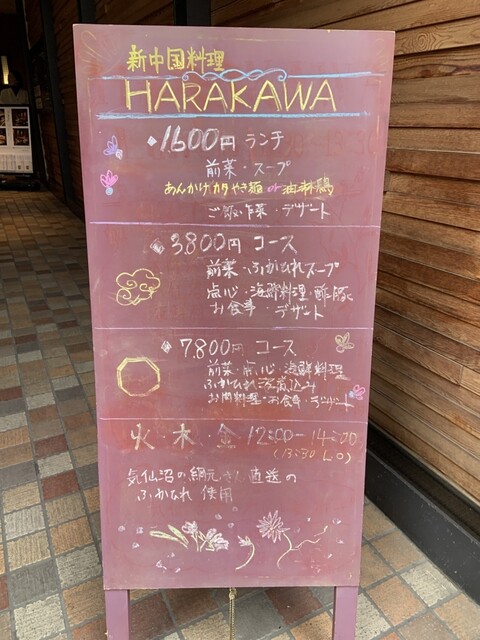 新中国料理
HARAKAWA
1600円 ランチ
前菜・スープ
あんかけカタやき麺 or 油淋鶏
ご飯・搾菜・デザート
3.800円 コース
前菜・ふかひれスープ
点心・海鮮料理・酢豚
お食事・デザート
7.800円 コース
前菜・点心・海鮮料理
ふかひれ姿煮込み
お肉料理・お食事・デザート
火・木・金 12:00-14:00
(13:30 LO)
気仙沼の網元さん直送の
ふかひれ 使用